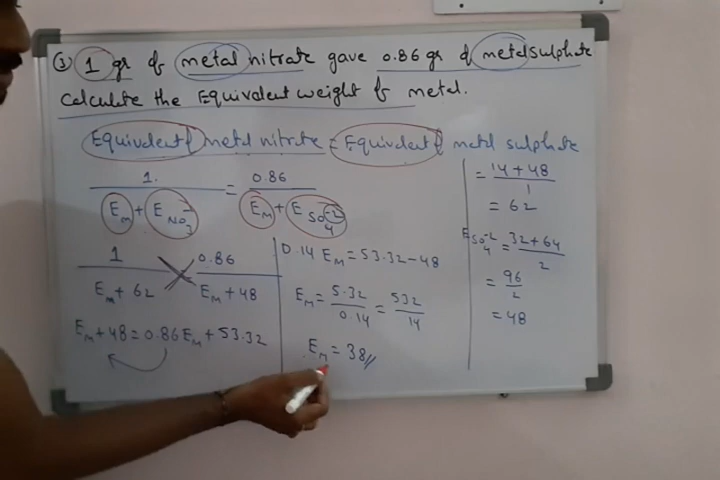 ③ 1 gr of metal nitrate gave 0.86 gr of metal sulphate
Calculate the Equivalent weight of metal.
Equivalent of metal nitrate = Equivalent of metal sulphate
1. / (E_M + E_NO₃⁻) = 0.86 / (E_M + E_SO₄⁻²)
1 / (E_M + 62) 0.86 / (E_M + 48)
E_M + 48 = 0.86 E_M + 53.32
0.14 E_M = 53.32 - 48
E_M = 5.32 / 0.14 = 532 / 14
E_M = 38 //
= (14 + 48) / 1
= 62
E_SO₄⁻² = (32 + 64) / 2
= 96 / 2
= 48